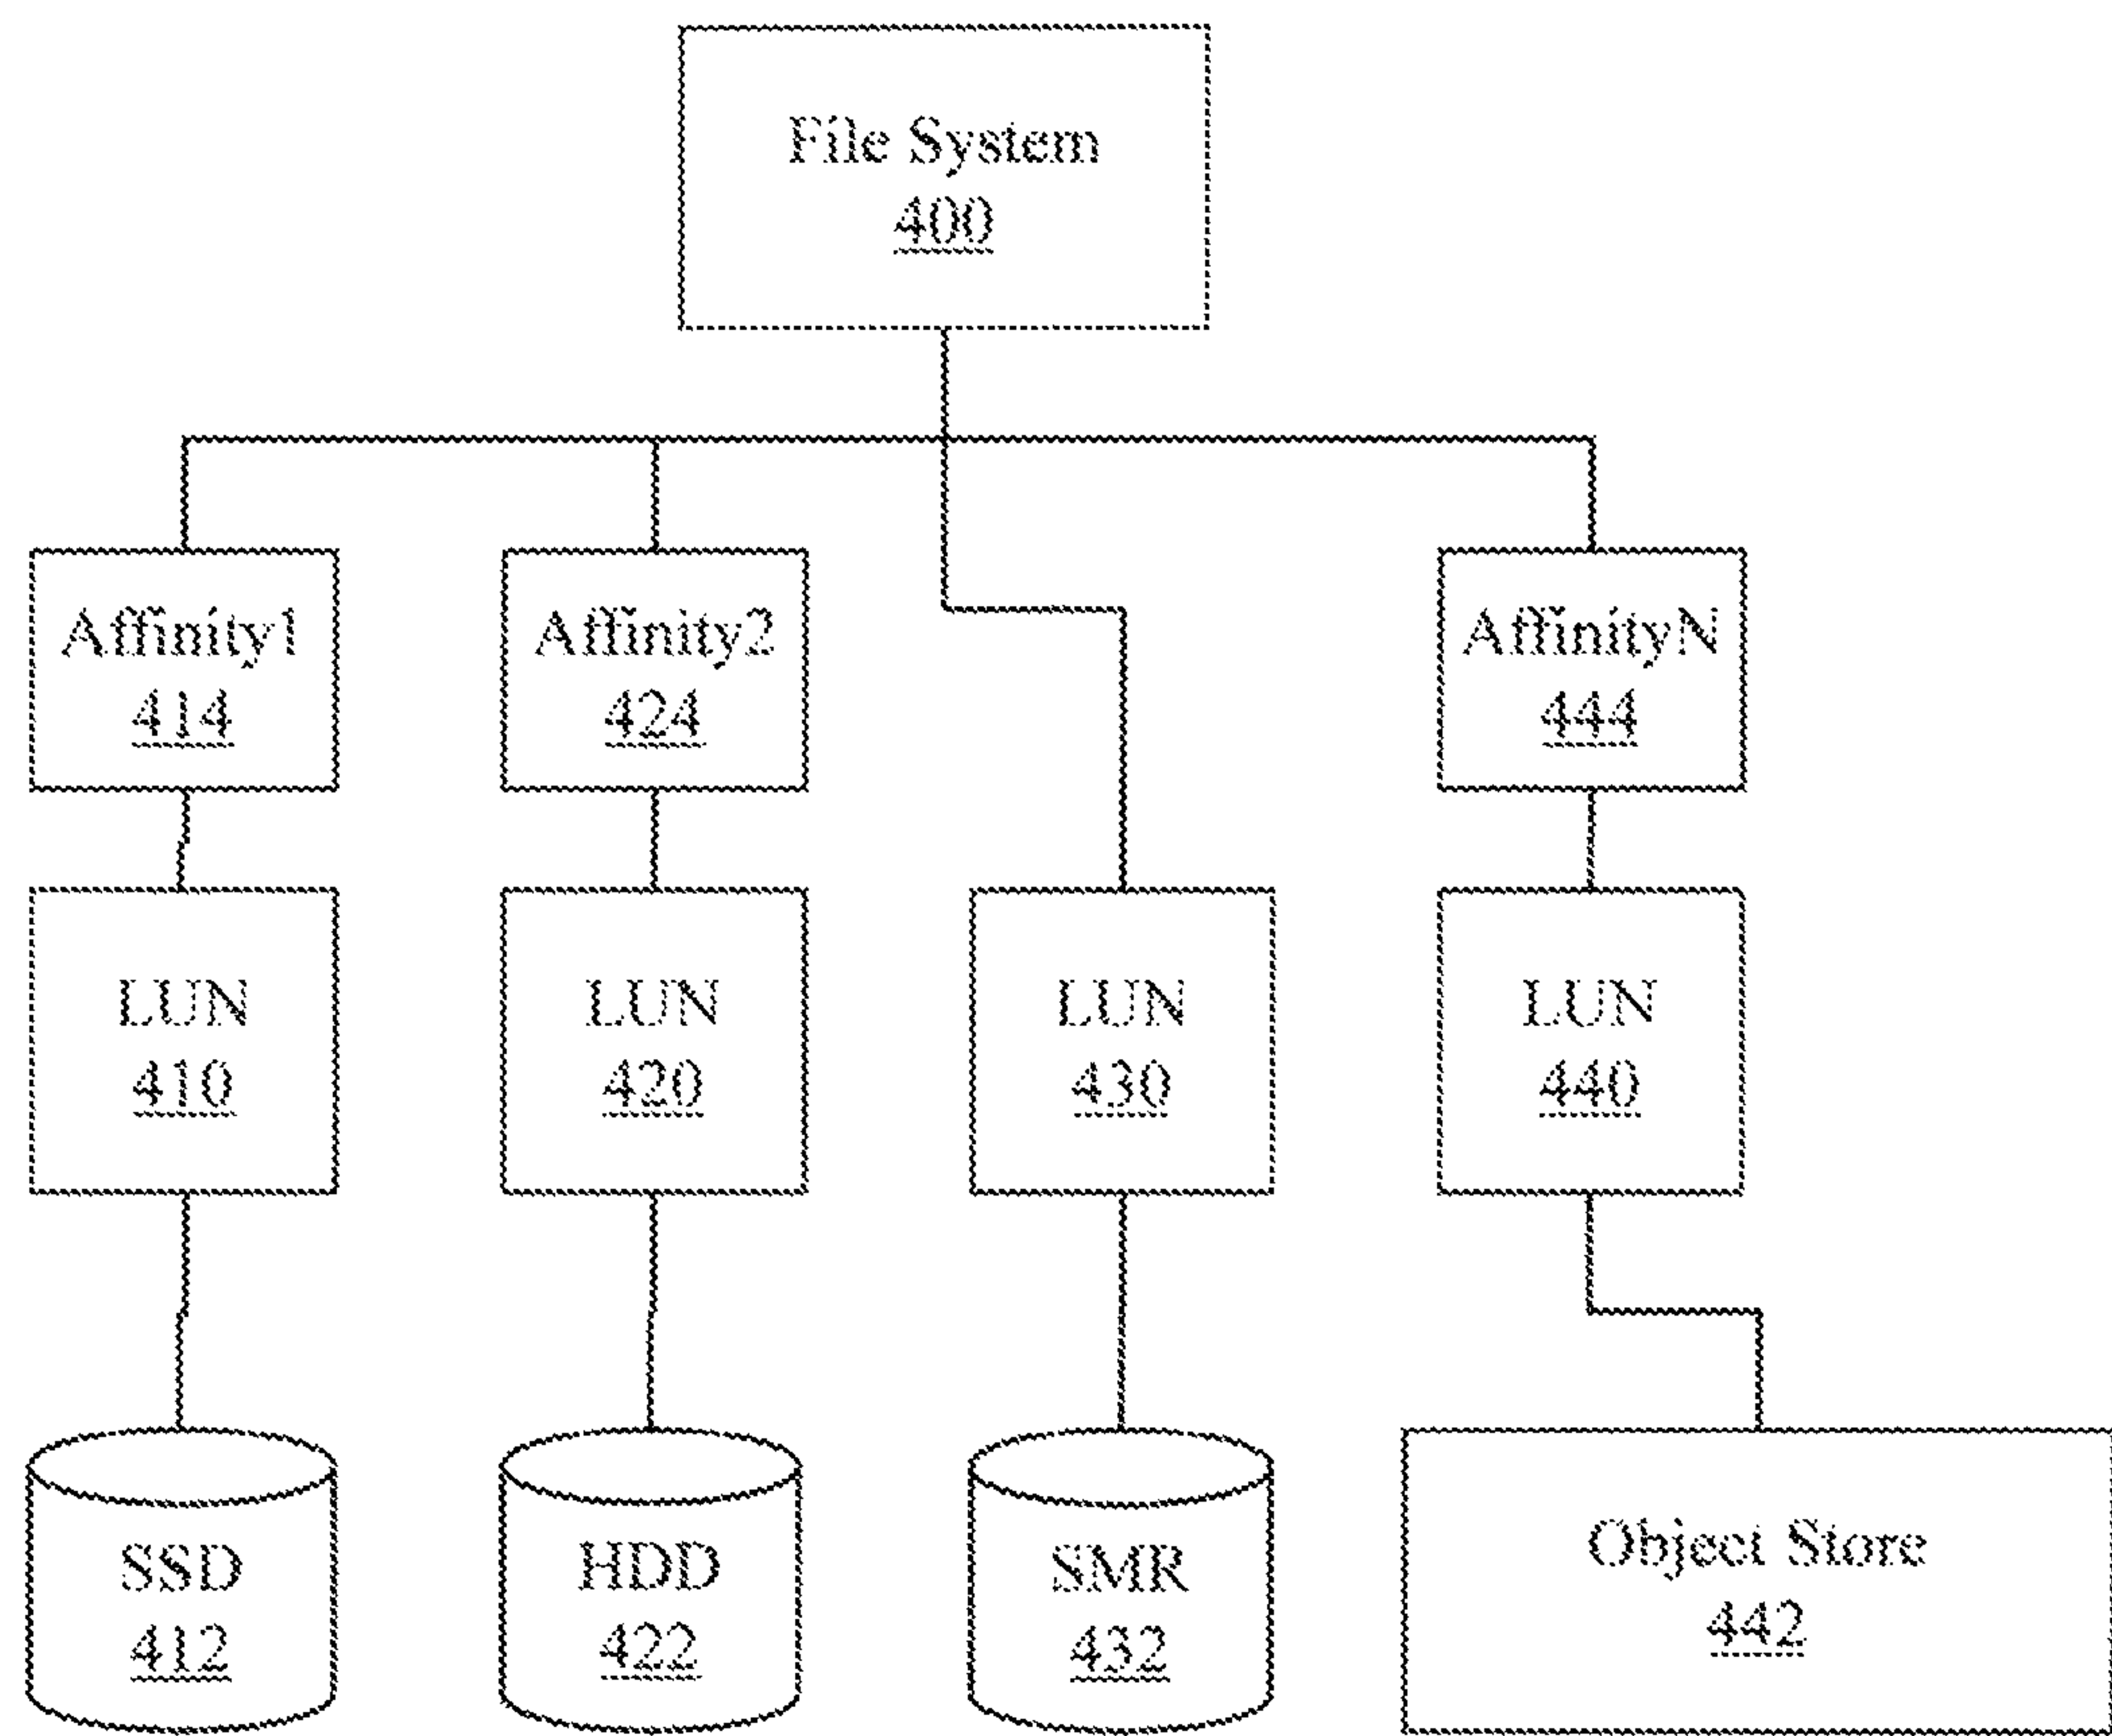 File System
400
Affinity1
414
Affinity2
424
AffinityN
444
LUN
410
LUN
420
LUN
430
LUN
440
SSD
412
HDD
422
SMR
432
Object Store
442